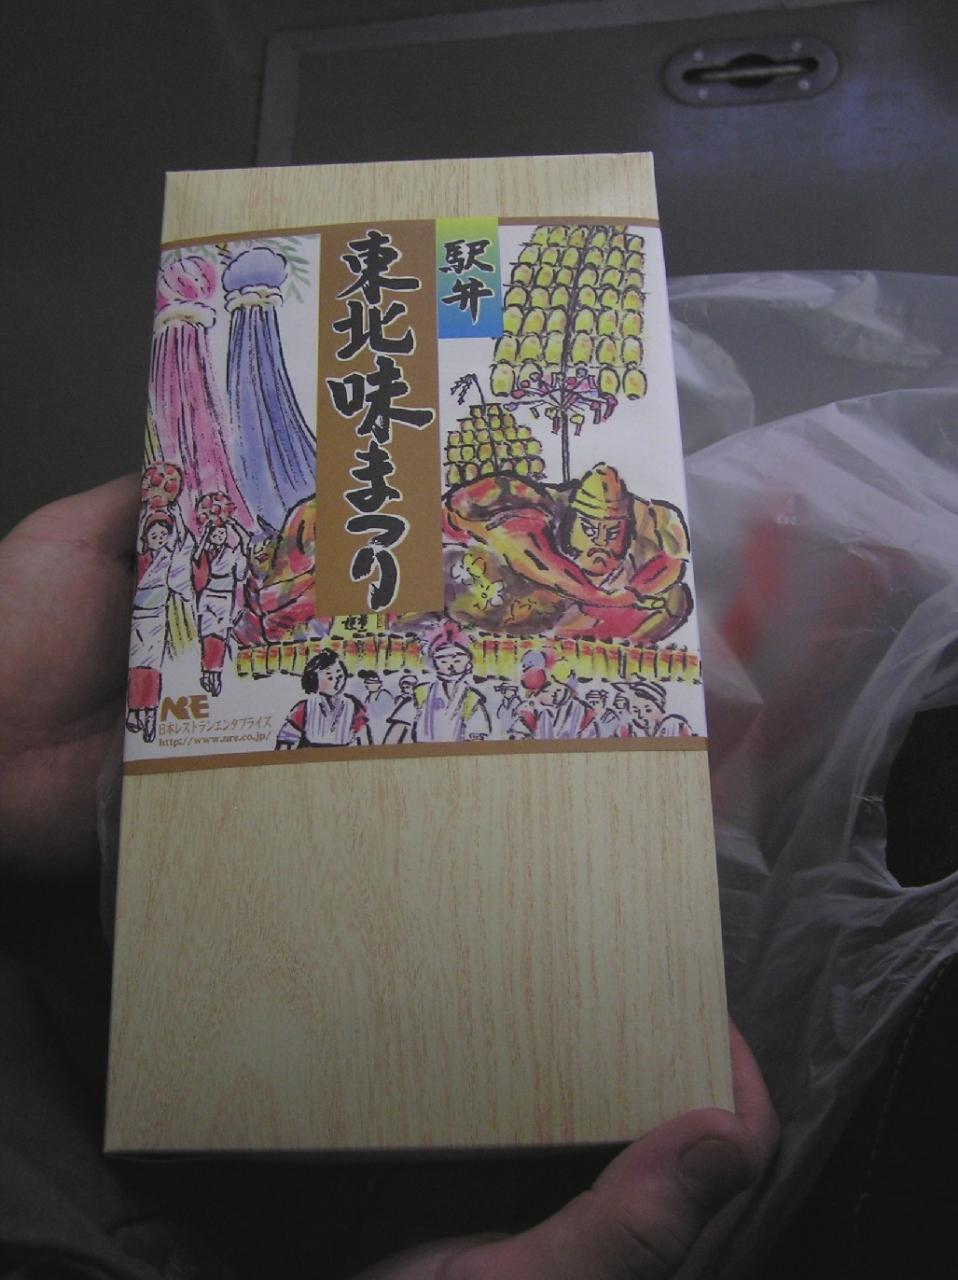 駅弁
東北味まつり
NRE
日本レストランエンタプライズ
http://www.nre.co.jp/